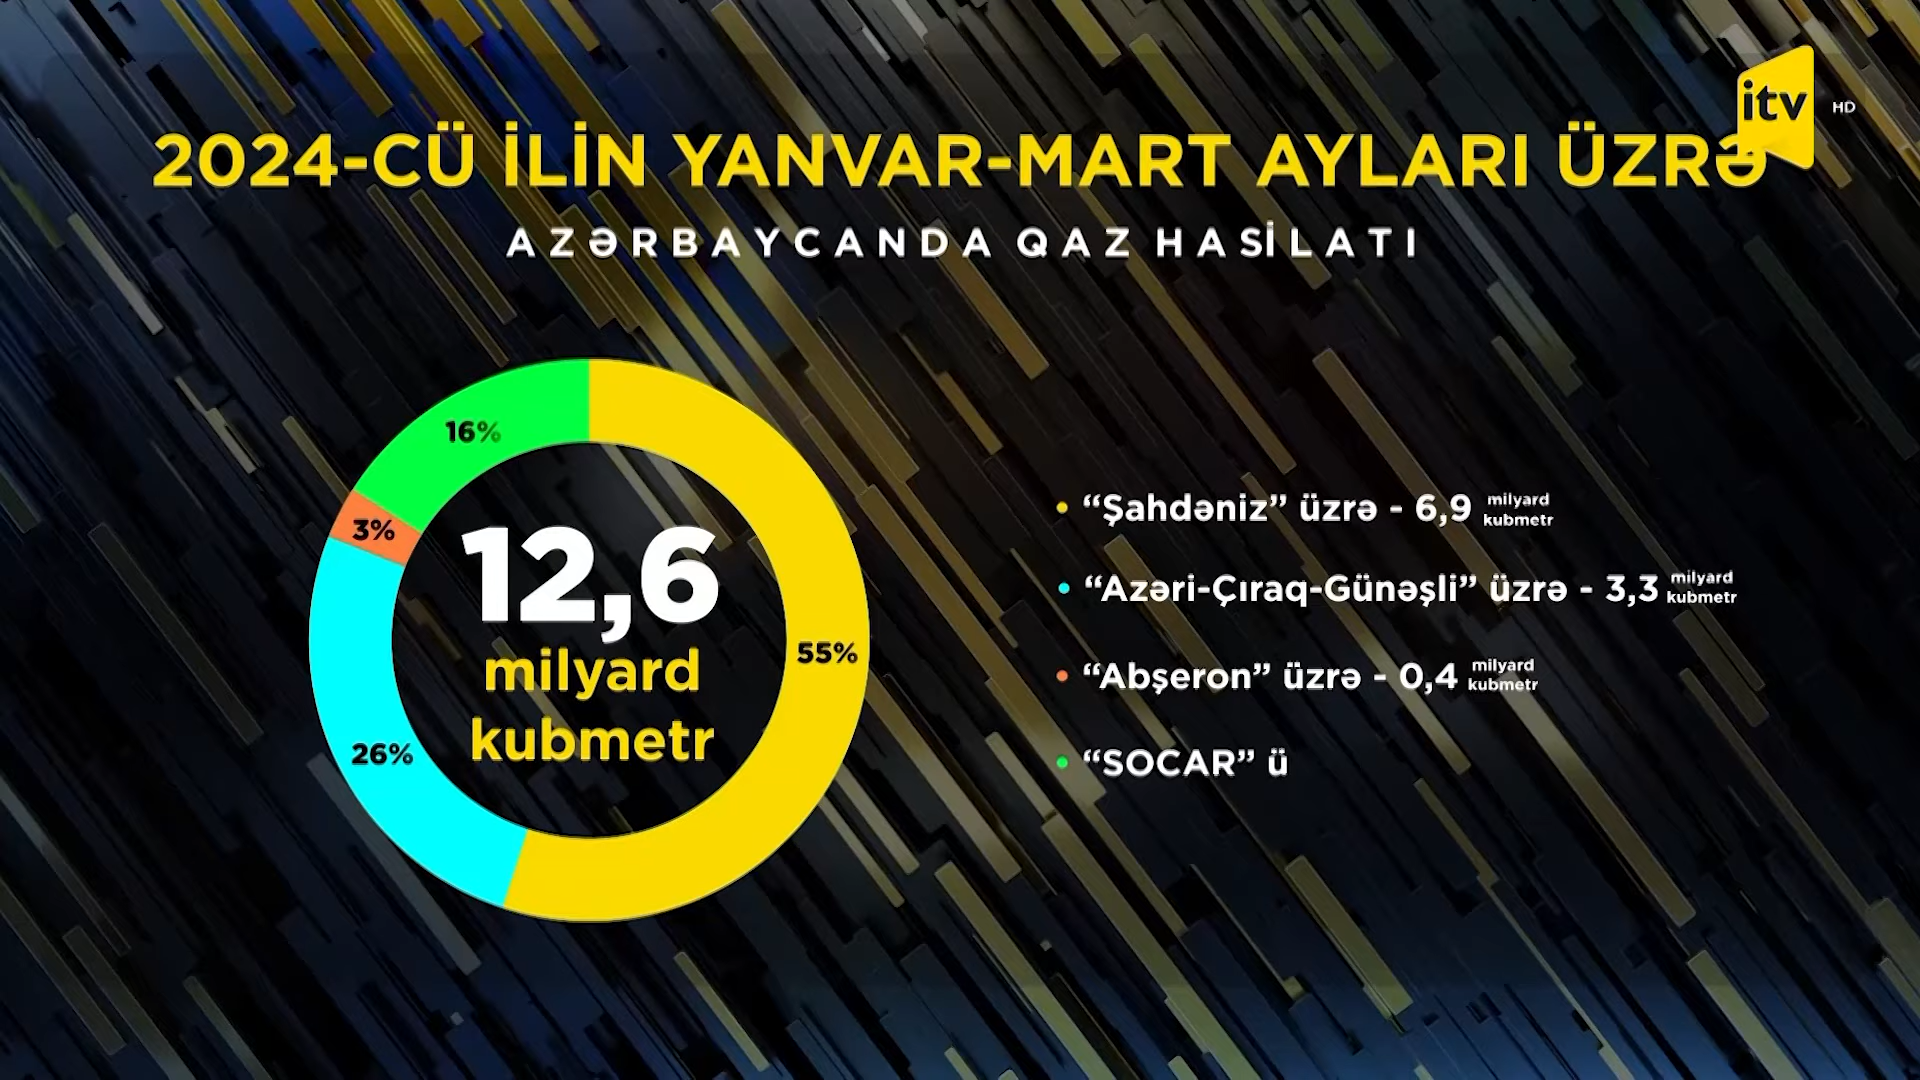 itv HD
2024-CÜ İLİN YANVAR-MART AYLARI ÜZRƏ
AZƏRBAYCANDA QAZ HASİLATI
16%
3%
12,6
milyard
kubmetr
55%
26%
“Şahdəniz” üzrə - 6,9 milyard kubmetr
“Azəri-Çıraq-Günəşli” üzrə - 3,3 milyard kubmetr
“Abşeron” üzrə - 0,4 milyard kubmetr
“SOCAR” ü